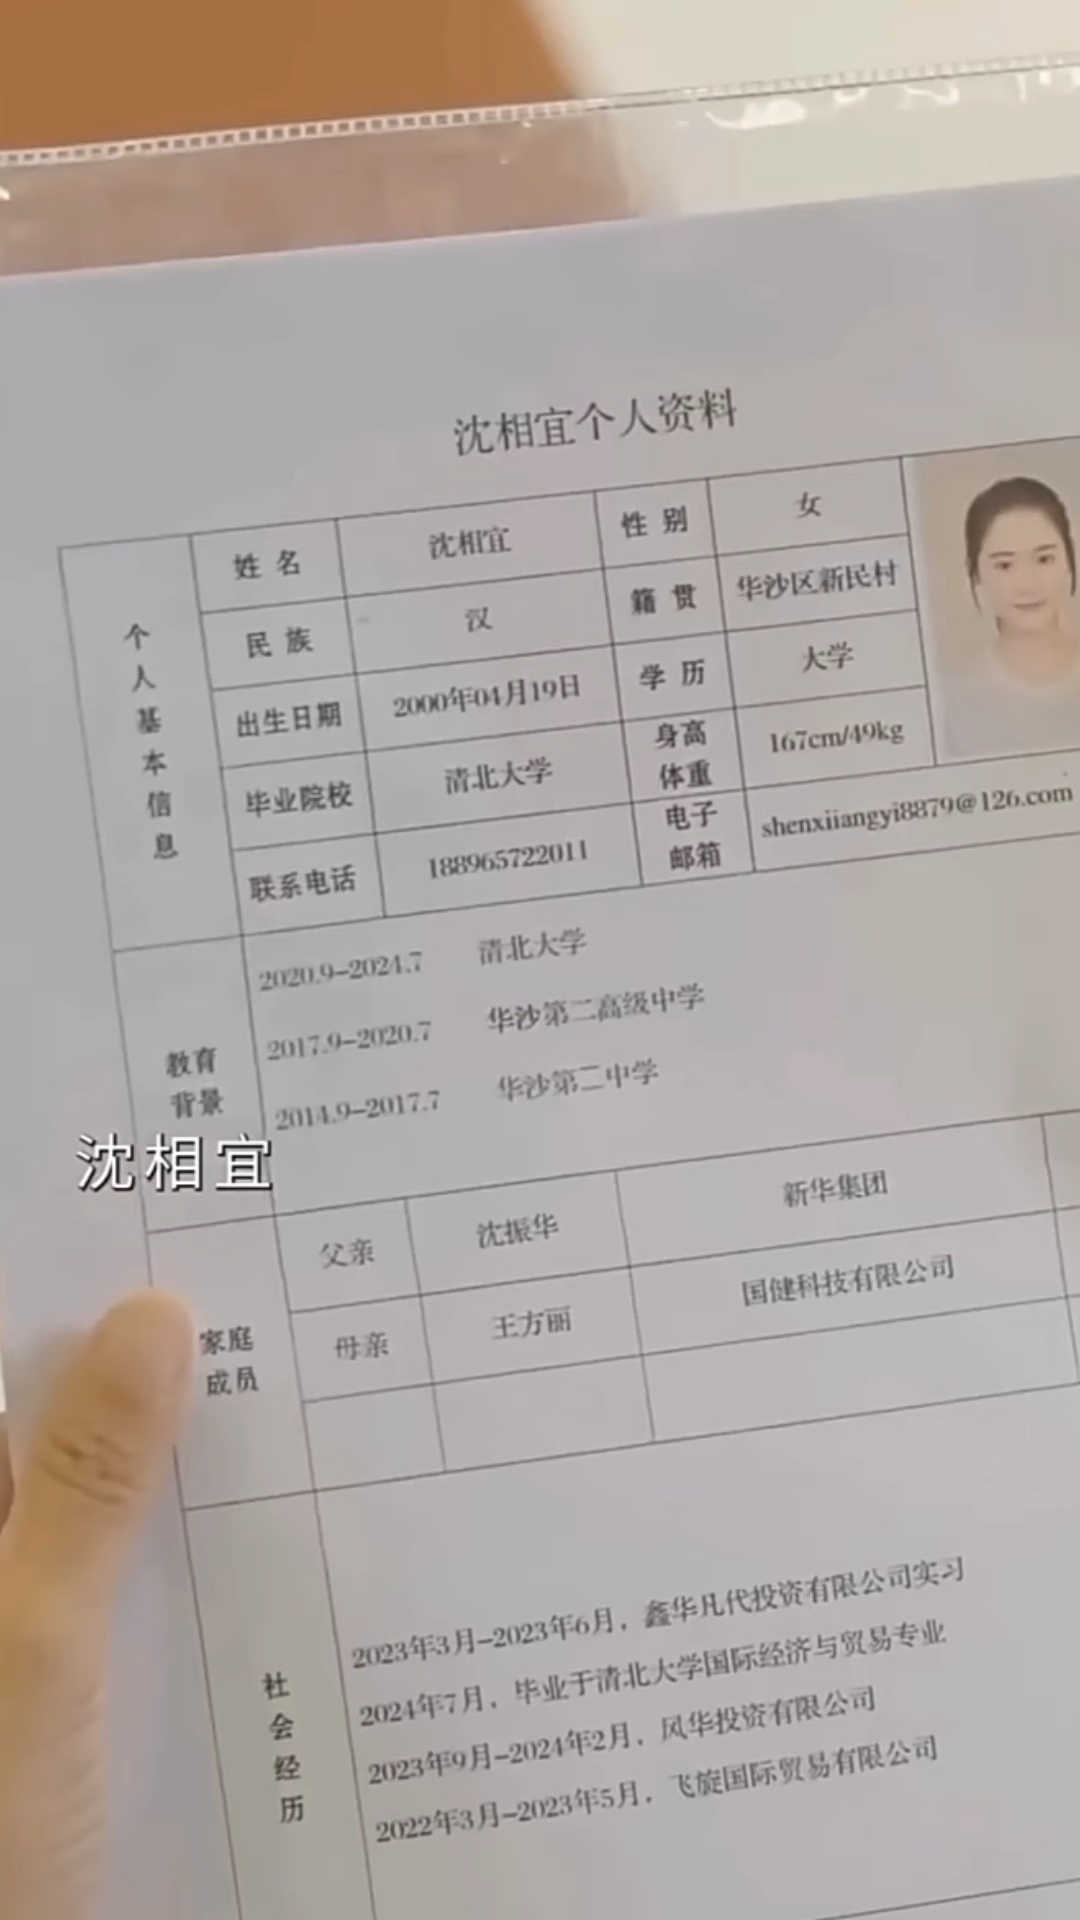 沈相宜个人资料
个人基本信息
姓名 沈相宜 性别 女
民族 汉 籍贯 华沙区新民村
出生日期 2000年04月19日 学历 大学
毕业院校 清北大学 身高体重 167cm/49kg
联系电话 188965722011 电子邮箱 shenxiiangyi8879@126.com
教育背景
2020.9-2024.7 清北大学
2017.9-2020.7 华沙第二高级中学
2014.9-2017.7 华沙第二中学
沈相宜
家庭成员
父亲 沈振华 新华集团
母亲 王方丽 国健科技有限公司
社会经历
2023年3月-2023年6月，鑫华凡代投资有限公司实习
2024年7月，毕业于清北大学国际经济与贸易专业
2023年9月-2024年2月，风华投资有限公司
2022年3月-2023年5月，飞旋国际贸易有限公司